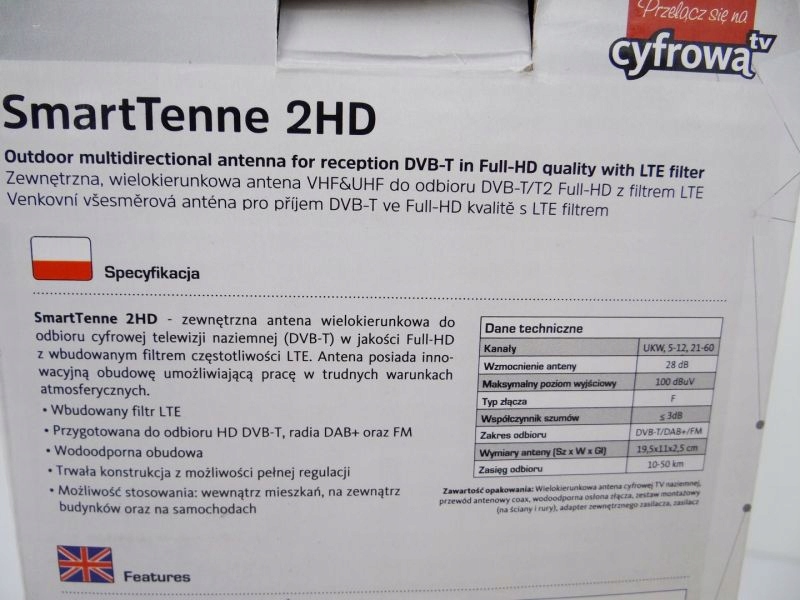 Przełącz się na
cyfrową tv
SmartTenne 2HD
Outdoor multidirectional antenna for reception DVB-T in Full-HD quality with LTE filter
Zewnętrzna, wielokierunkowa antena VHF&UHF do odbioru DVB-T/T2 Full-HD z filtrem LTE
Venkovní všesměrová anténa pro příjem DVB-T ve Full-HD kvalitě s LTE filtrem
Specyfikacja
SmartTenne 2HD - zewnętrzna antena wielokierunkowa do
odbioru cyfrowej telewizji naziemnej (DVB-T) w jakości Full-HD
z wbudowanym filtrem częstotliwości LTE. Antena posiada inno-
wacyjną obudowę umożliwiającą pracę w trudnych warunkach
atmosferycznych.
• Wbudowany filtr LTE
• Przygotowana do odbioru HD DVB-T, radia DAB+ oraz FM
• Wodoodporna obudowa
• Trwała konstrukcja z możliwości pełnej regulacji
• Możliwość stosowania: wewnątrz mieszkań, na zewnątrz
budynków oraz na samochodach
Dane techniczne
Kanały UKW, 5-12, 21-60
Wzmocnienie anteny 28 dB
Maksymalny poziom wyjściowy 100 dBuV
Typ złącza F
Współczynnik szumów ≤ 3dB
Zakres odbioru DVB-T/DAB+/FM
Wymiary anteny (Sz x W x Gł) 19,5x11x2,5 cm
Zasięg odbioru 10-50 km
Zawartość opakowania: Wielokierunkowa antena cyfrowej TV naziemnej,
przewód antenowy coax, wodoodporna osłona złącza, zestaw montażowy
(na ściany i rury), adapter zewnętrznego zasilacza, zasilacz
Features